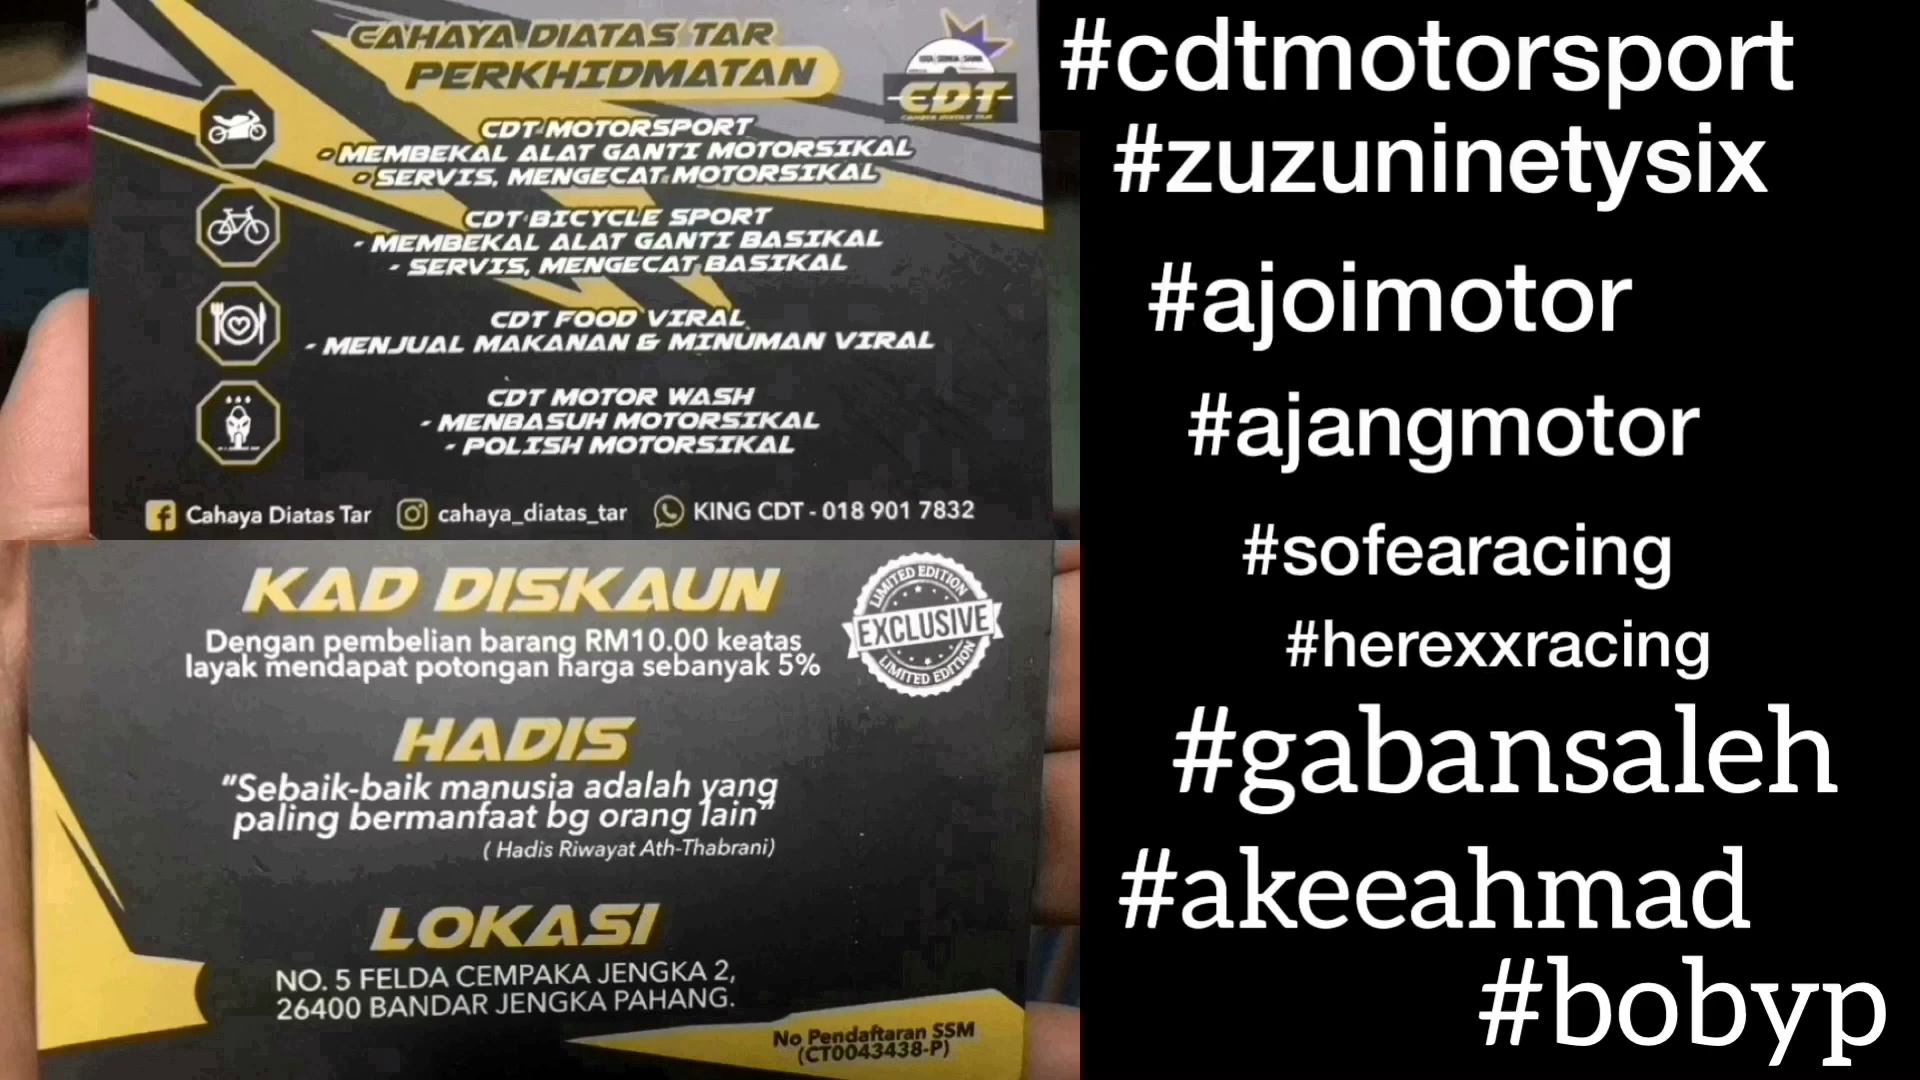 CAHAYA DIATAS TAR
PERKHIDMATAN
CDT
CDT MOTORSPORT
- MEMBEKAL ALAT GANTI MOTORSIKAL
- SERVIS, MENGECAT MOTORSIKAL
CDT BICYCLE SPORT
- MEMBEKAL ALAT GANTI BASIKAL
- SERVIS, MENGECAT BASIKAL
CDT FOOD VIRAL
- MENJUAL MAKANAN & MINUMAN VIRAL
CDT MOTOR WASH
- MENBASUH MOTORSIKAL
- POLISH MOTORSIKAL
Cahaya Diatas Tar cahaya_diatas_tar KING CDT - 018 901 7832
KAD DISKAUN
Dengan pembelian barang RM10.00 keatas
layak mendapat potongan harga sebanyak 5%
LIMITED EDITION
EXCLUSIVE
LIMITED EDITION
HADIS
"Sebaik-baik manusia adalah yang
paling bermanfaat bg orang lain"
( Hadis Riwayat Ath-Thabrani)
LOKASI
NO. 5 FELDA CEMPAKA JENGKA 2,
26400 BANDAR JENGKA PAHANG.
No Pendaftaran SSM
(CT0043438-P)
#cdtmotorsport
#zuzuninetysix
#ajoimotor
#ajangmotor
#sofearacing
#herexxracing
#gabansaleh
#akeeahmad
#bobyp